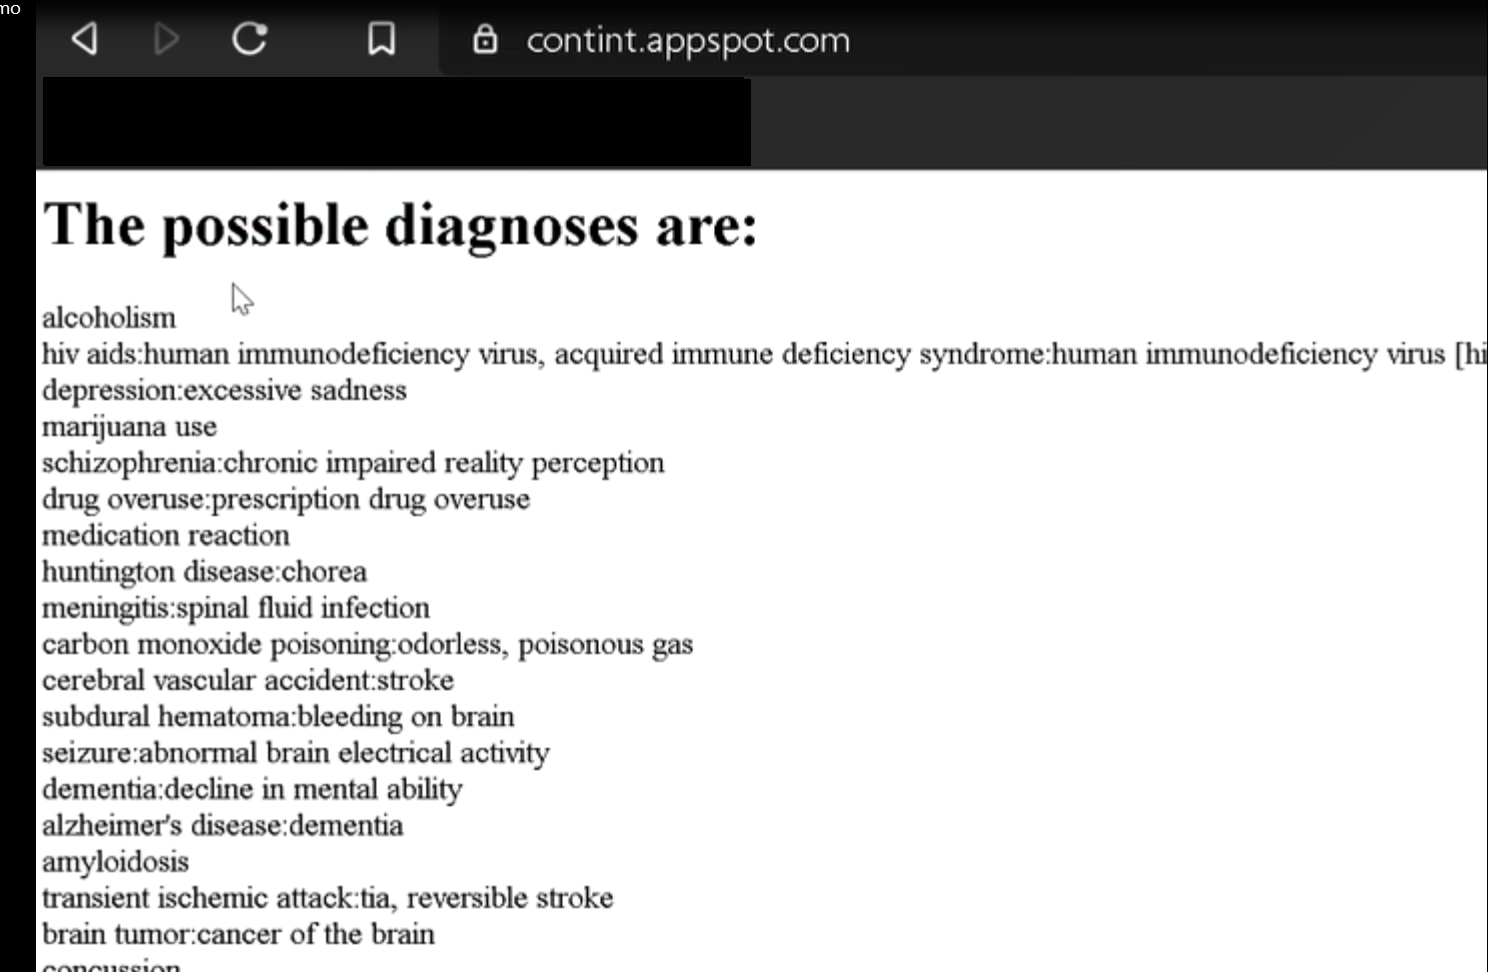 mo
contint.appspot.com
The possible diagnoses are:
alcoholism
hiv aids:human immunodeficiency virus, acquired immune deficiency syndrome:human immunodeficiency virus [hi
depression:excessive sadness
marijuana use
schizophrenia:chronic impaired reality perception
drug overuse:prescription drug overuse
medication reaction
huntington disease:chorea
meningitis:spinal fluid infection
carbon monoxide poisoning:odorless, poisonous gas
cerebral vascular accident:stroke
subdural hematoma:bleeding on brain
seizure:abnormal brain electrical activity
dementia:decline in mental ability
alzheimer's disease:dementia
amyloidosis
transient ischemic attack:tia, reversible stroke
brain tumor:cancer of the brain
concussion